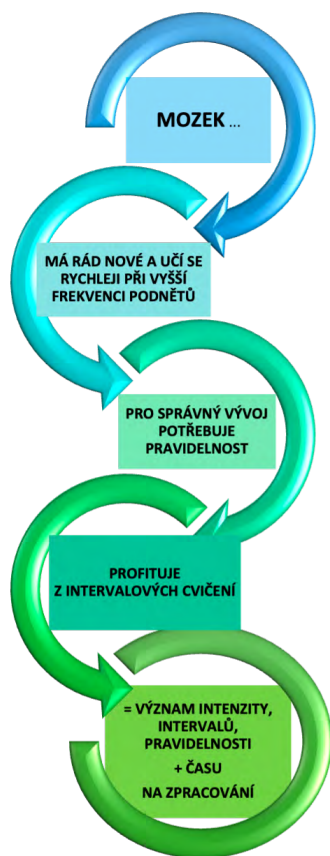 MOZEK ...
MÁ RÁD NOVÉ A UČÍ SE
RYCHLEJI PŘI VYŠŠÍ
FREKVENCI PODNĚTŮ
PRO SPRÁVNÝ VÝVOJ
POTŘEBUJE
PRAVIDELNOST
PROFITUJE
Z INTERVALOVÝCH CVIČENÍ
= VÝZNAM INTENZITY,
INTERVALŮ,
PRAVIDELNOSTI
+ ČASU
NA ZPRACOVÁNÍ